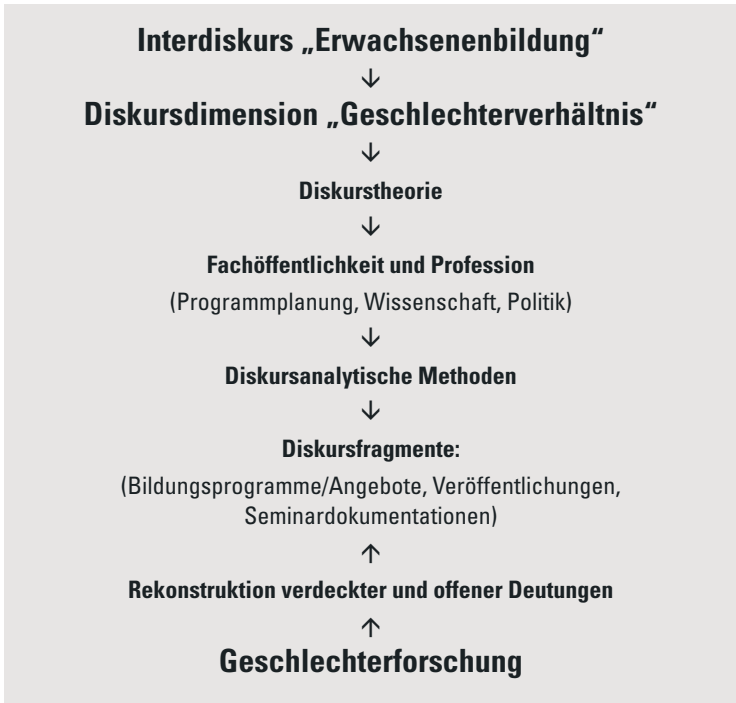 Interdiskurs „Erwachsenenbildung“
↓
Diskursdimension „Geschlechterverhältnis“
↓
Diskurstheorie
↓
Fachöffentlichkeit und Profession
(Programmplanung, Wissenschaft, Politik)
↓
Diskursanalytische Methoden
↓
Diskursfragmente:
(Bildungsprogramme/Angebote, Veröffentlichungen,
Seminardokumentationen)
↑
Rekonstruktion verdeckter und offener Deutungen
↑
Geschlechterforschung